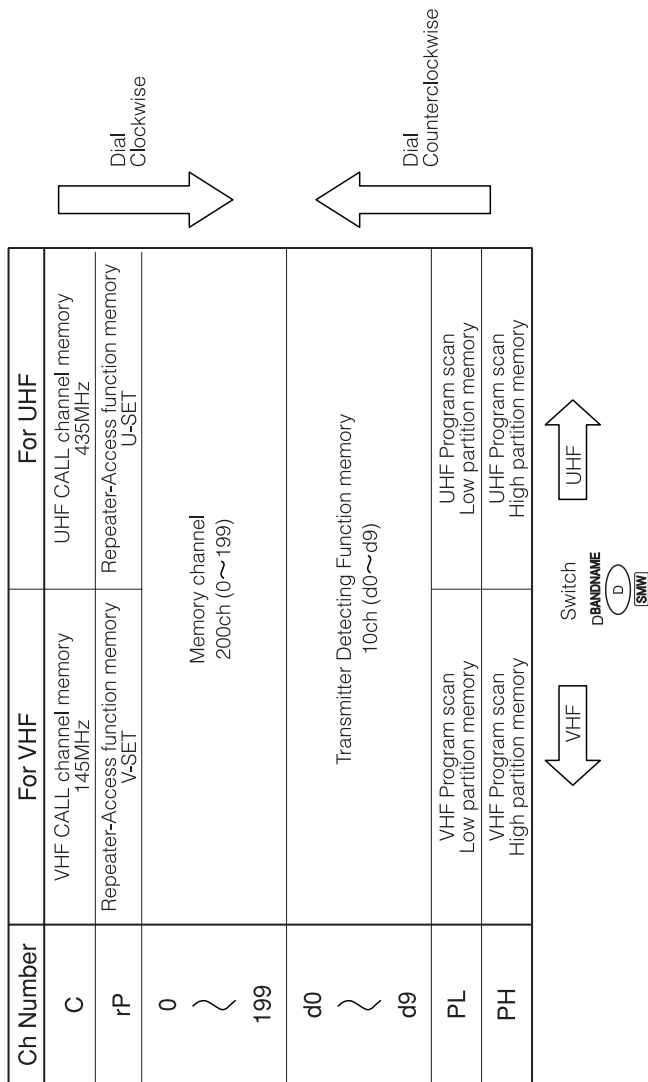 Ch Number
For VHF
For UHF
C
VHF CALL channel memory
145MHz
UHF CALL channel memory
435MHz
rP
Repeater-Access function memory
V-SET
Repeater-Access function memory
U-SET
0
〜
199
Memory channel
200ch (0〜199)
d0
〜
d9
Transmitter Detecting Function memory
10ch (d0〜d9)
PL
VHF Program scan
Low partition memory
UHF Program scan
Low partition memory
PH
VHF Program scan
High partition memory
UHF Program scan
High partition memory
Dial
Clockwise
Dial
Counterclockwise
VHF
Switch
DBANDNAME
D
SMW
UHF